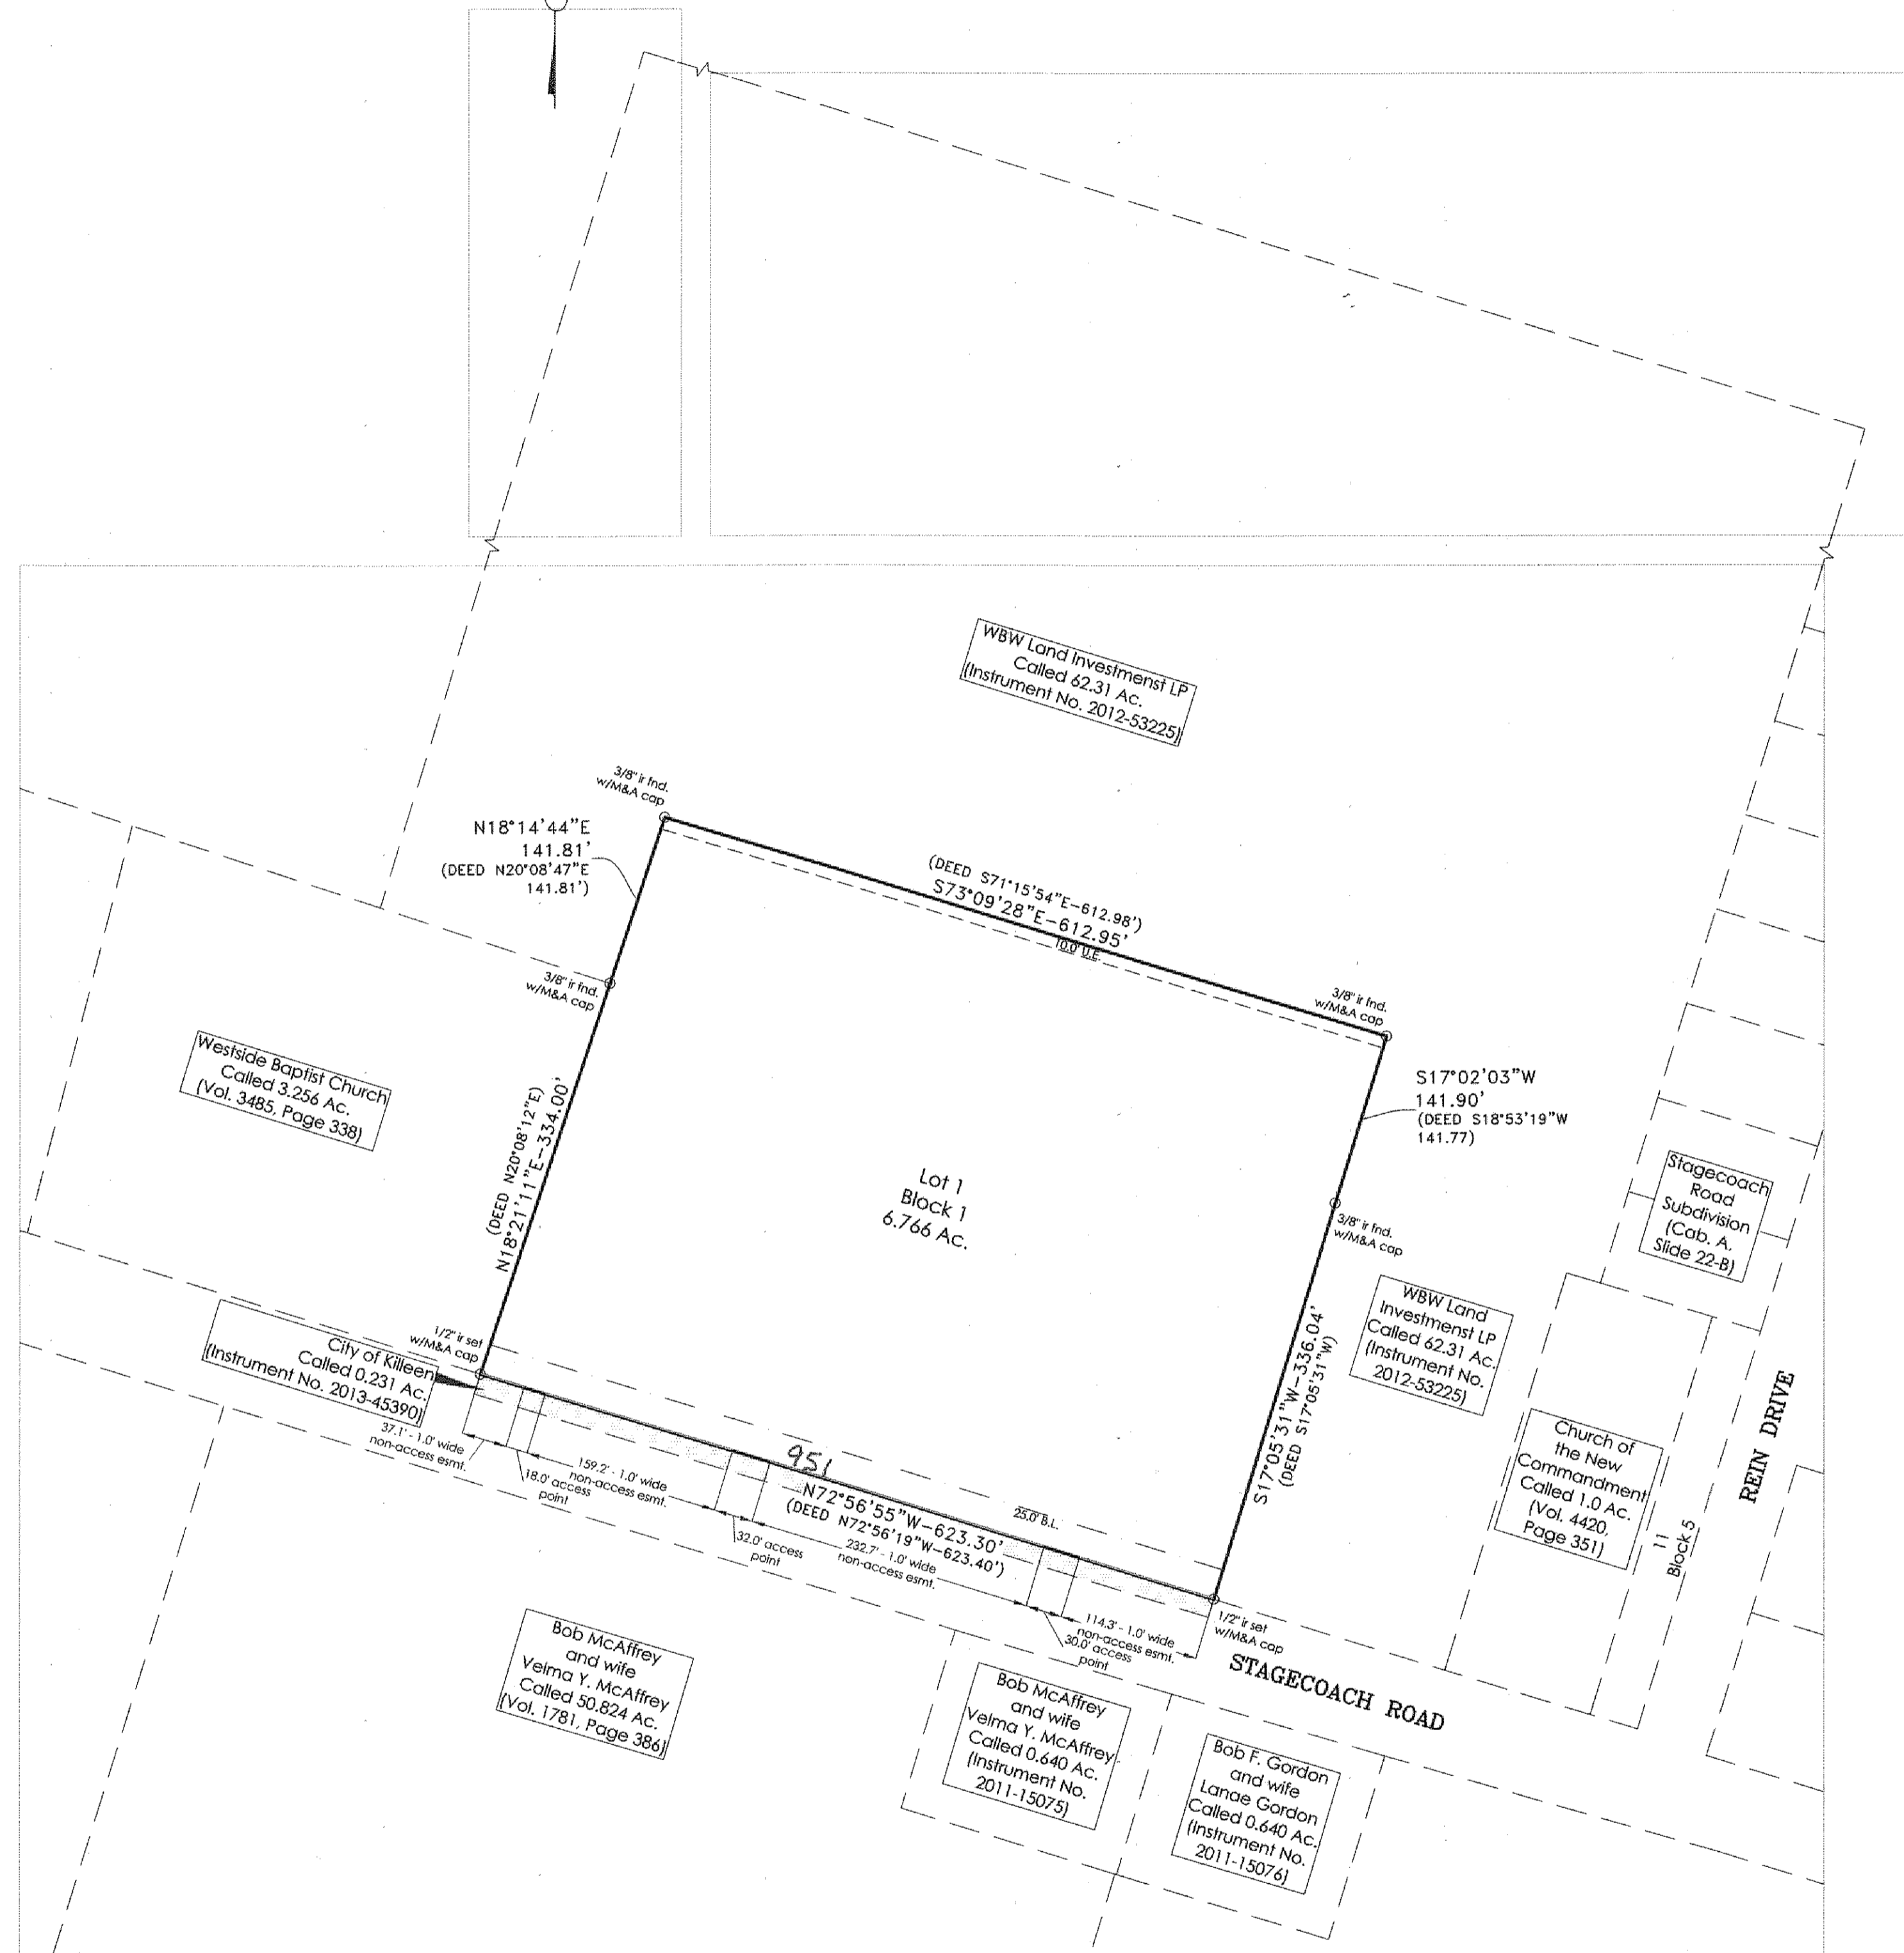 WBW Land Investmenst LP
Called 62.31 Ac.
(Instrument No. 2012-53225)
3/8" ir fnd.
w/M&A cap
N18°14'44"E
141.81'
(DEED N20°08'47"E
141.81')
(DEED S71°15'54"E-612.98')
S73°09'28"E-612.95'
10.0' U.E.
3/8" ir fnd.
w/M&A cap
3/8" ir fnd.
w/M&A cap
Westside Baptist Church
Called 3.256 Ac.
(Vol. 3485, Page 338)
(DEED N20°08'12"E)
N18°21'11"E-334.00'
Lot 1
Block 1
6.766 Ac.
S17°02'03"W
141.90'
(DEED S18°53'19"W
141.77)
3/8" ir fnd.
w/M&A cap
Stagecoach
Road
Subdivision
(Cab. A,
Slide 22-B)
WBW Land
Investmenst LP
Called 62.31 Ac.
(Instrument No.
2012-53225)
S17°05'31"W-336.04'
(DEED S17°05'31"W)
1/2" ir set
w/M&A cap
City of Killeen
Called 0.231 Ac.
(Instrument No. 2013-45390)
37.1' - 1.0' wide
non-access esmt.
18.0' access
point
159.2' - 1.0' wide
non-access esmt.
951
N72°56'55"W-623.30'
(DEED N72°56'19"W-623.40')
25.0' B.L.
32.0' access
point
232.7' - 1.0' wide
non-access esmt.
114.3' - 1.0' wide
non-access esmt.
30.0' access
point
1/2" ir set
w/M&A cap
STAGECOACH ROAD
Church of
the New
Commandment
Called 1.0 Ac.
(Vol. 4420,
Page 351)
11
Block 5
REIN DRIVE
Bob McAffrey
and wife
Velma Y. McAffrey
Called 50.824 Ac.
(Vol. 1781, Page 386)
Bob McAffrey
and wife
Velma Y. McAffrey
Called 0.640 Ac.
(Instrument No.
2011-15075)
Bob F. Gordon
and wife
Lanae Gordon
Called 0.640 Ac.
(Instrument No.
2011-15076)